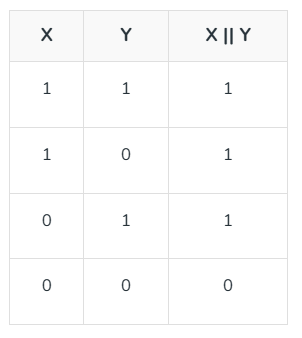 X Y X || Y
1 1 1
1 0 1
0 1 1
0 0 0